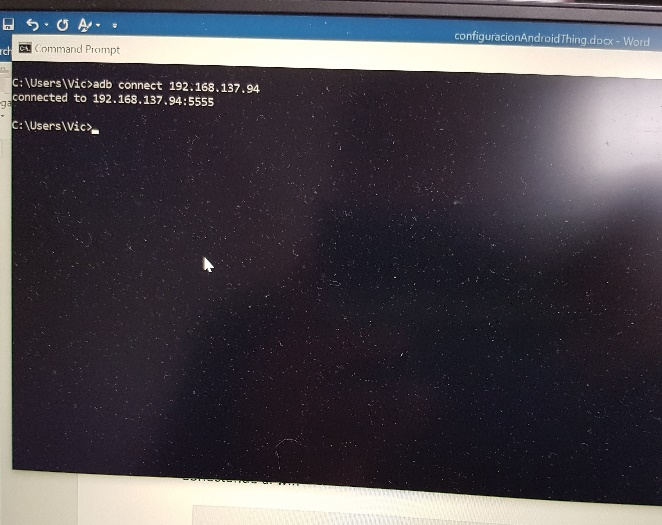 configuracionAndroidThing.docx - Word
Command Prompt
C:\Users\Vic>adb connect 192.168.137.94
connected to 192.168.137.94:5555
C:\Users\Vic>